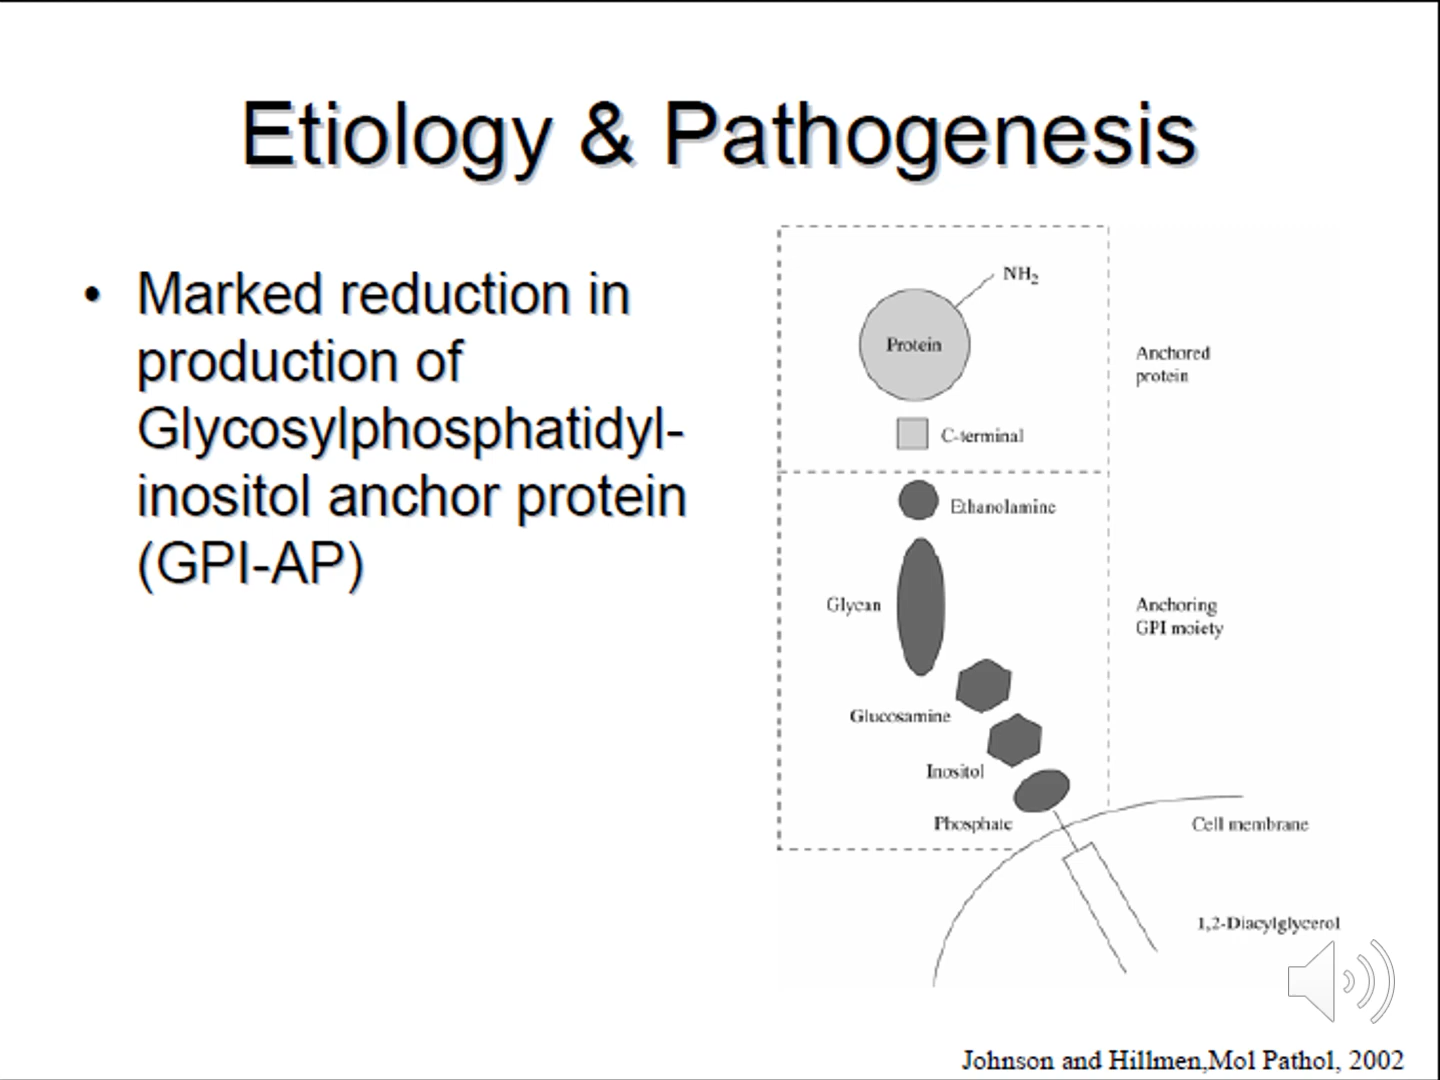 Etiology & Pathogenesis
• Marked reduction in
production of
Glycosylphosphatidyl-
inositol anchor protein
(GPI-AP)
NH2
Protein
Anchored
protein
C-terminal
Ethanolamine
Glycan
Anchoring
GPI moiety
Glucosamine
Inositol
Phosphate
Cell membrane
1,2-Diacylglycerol
Johnson and Hillmen,Mol Pathol, 2002